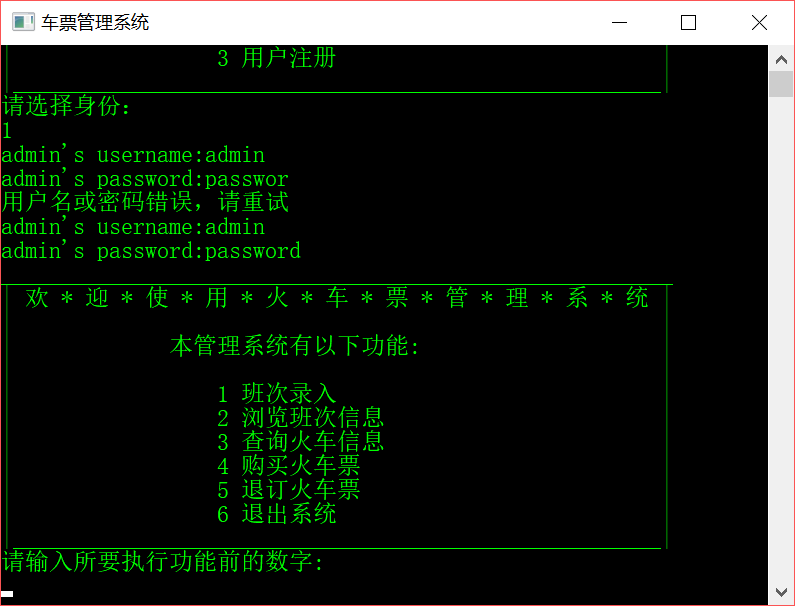 车票管理系统
3 用户注册
请选择身份:
1
admin's username:admin
admin's password:passwor
用户名或密码错误，请重试
admin's username:admin
admin's password:password
欢 * 迎 * 使 * 用 * 火 * 车 * 票 * 管 * 理 * 系 * 统
本管理系统有以下功能:
1 班次录入
2 浏览班次信息
3 查询火车信息
4 购买火车票
5 退订火车票
6 退出系统
请输入所要执行功能前的数字: